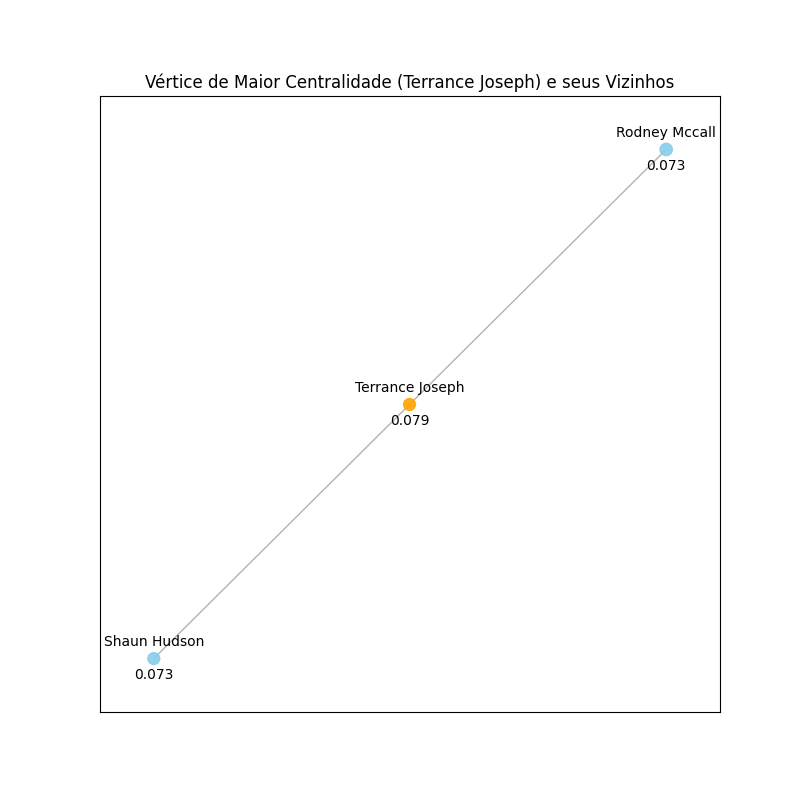 Vértice de Maior Centralidade (Terrance Joseph) e seus Vizinhos
Rodney Mccall
0.073
Terrance Joseph
0.079
Shaun Hudson
0.073